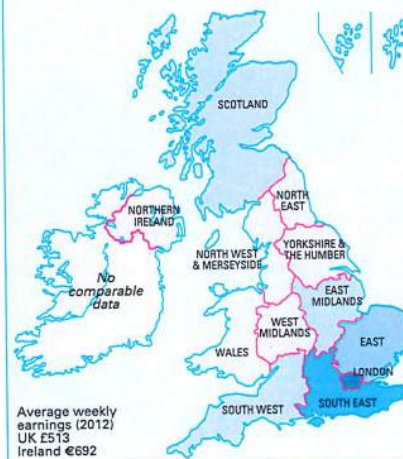 SCOTLAND
NORTHERN
IRELAND
NORTH
EAST
NORTH WEST
& MERSEYSIDE
YORKSHIRE &
THE HUMBER
No
comparable
data
EAST
MIDLANDS
WEST
MIDLANDS
WALES
EAST
LONDON
SOUTH WEST
SOUTH EAST
Average weekly
earnings (2012)
UK £513
Ireland €692